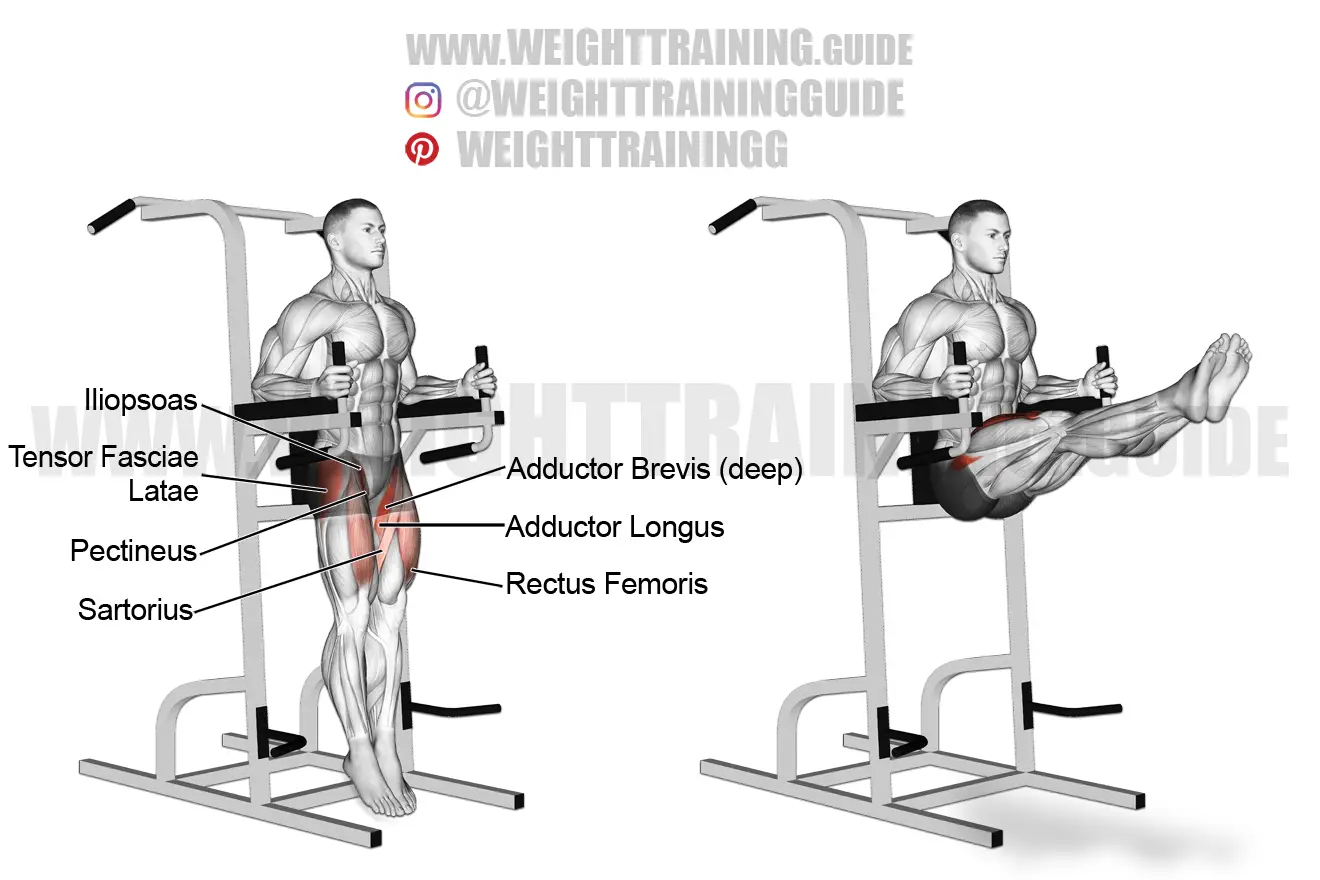 WWW.WEIGHTTRAINING.GUIDE
@WEIGHTTRAININGGUIDE
WEIGHTTRAININGG
WWW.WEIGHTTRAINING.GUIDE
Iliopsoas
Tensor Fasciae
Latae
Pectineus
Sartorius
Adductor Brevis (deep)
Adductor Longus
Rectus Femoris